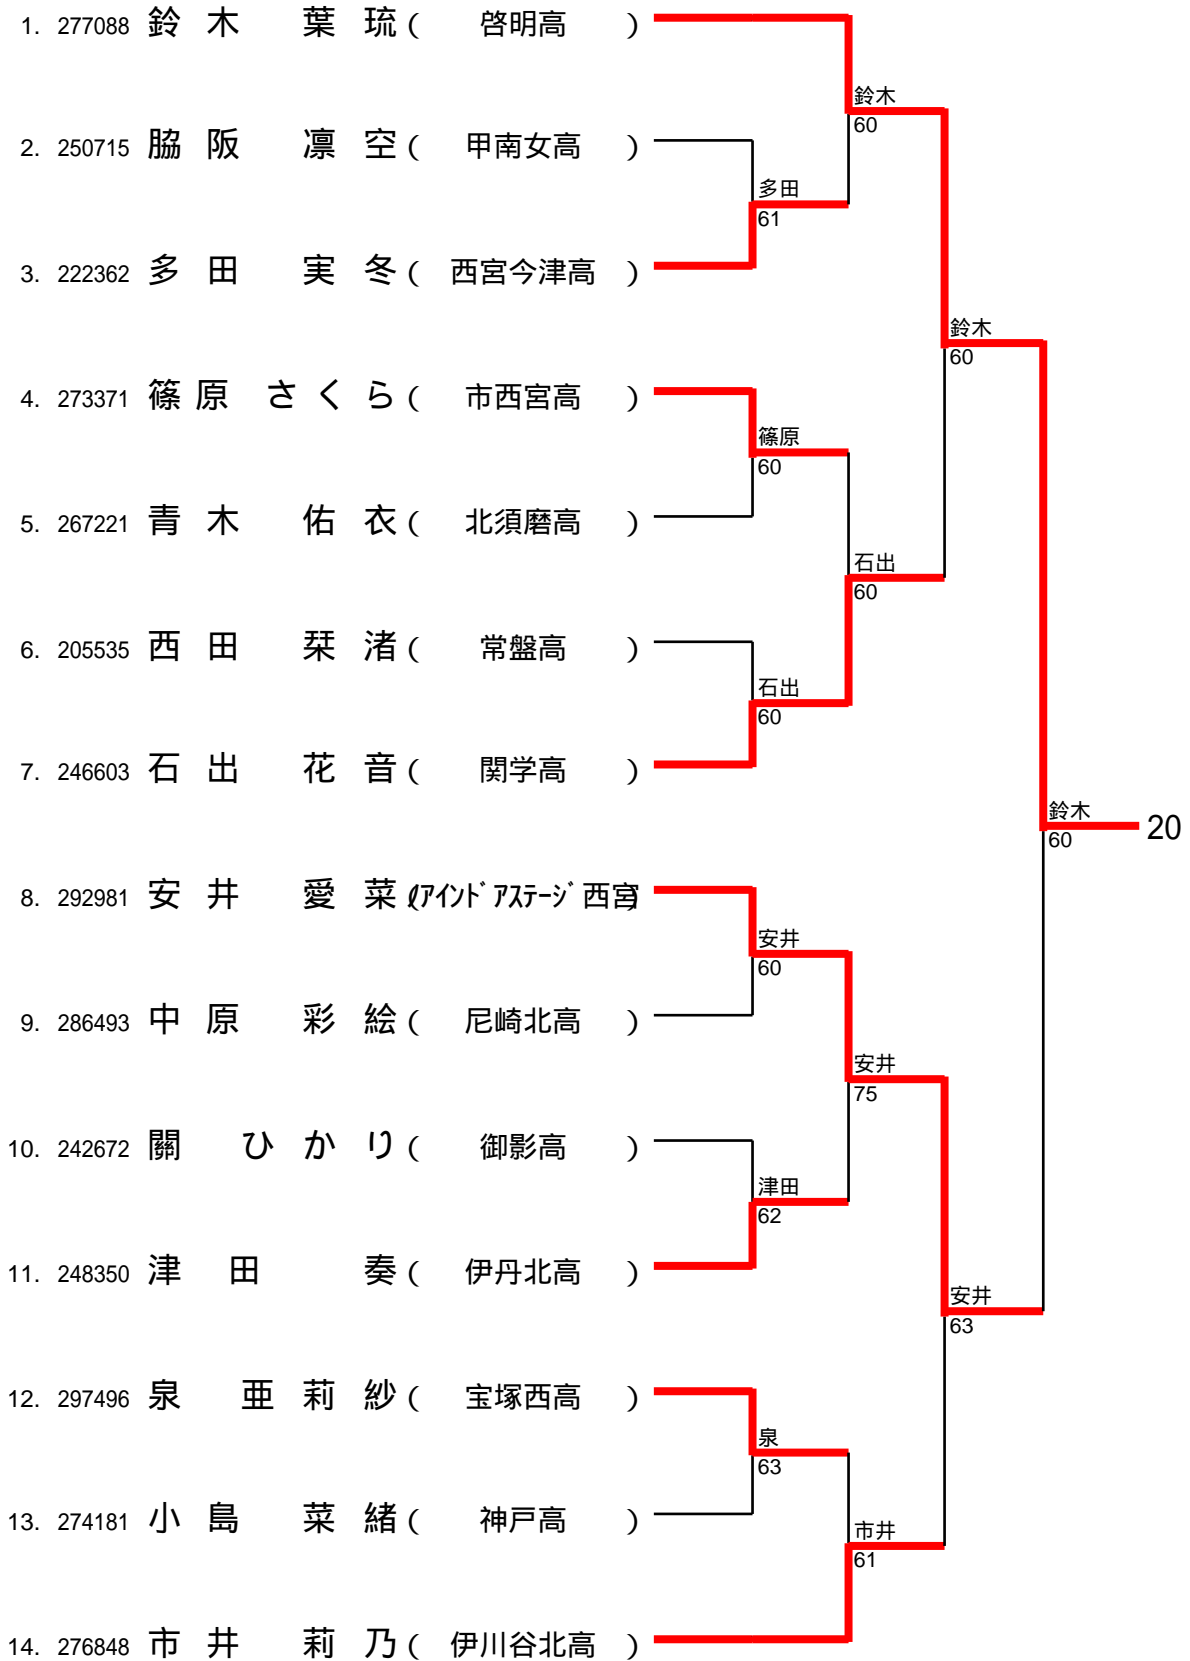 1. 277088 鈴木 葉琉 ( 啓明高 )
鈴木
60
2. 250715 脇阪 凛空 ( 甲南女高 )
多田
61
3. 222362 多田 実冬 ( 西宮今津高 )
鈴木
60
4. 273371 篠原 さくら ( 市西宮高 )
篠原
60
5. 267221 青木 佑衣 ( 北須磨高 )
石出
60
6. 205535 西田 栞渚 ( 常盤高 )
石出
60
7. 246603 石出 花音 ( 関学高 )
鈴木
60
20
8. 292981 安井 愛菜 アインドアステージ西宮
安井
60
9. 286493 中原 彩絵 ( 尼崎北高 )
安井
75
10. 242672 關 ひかり ( 御影高 )
津田
62
11. 248350 津田 奏 ( 伊丹北高 )
安井
63
12. 297496 泉 亜莉紗 ( 宝塚西高 )
泉
63
13. 274181 小島 菜緒 ( 神戸高 )
市井
61
14. 276848 市井 莉乃 ( 伊川谷北高 )